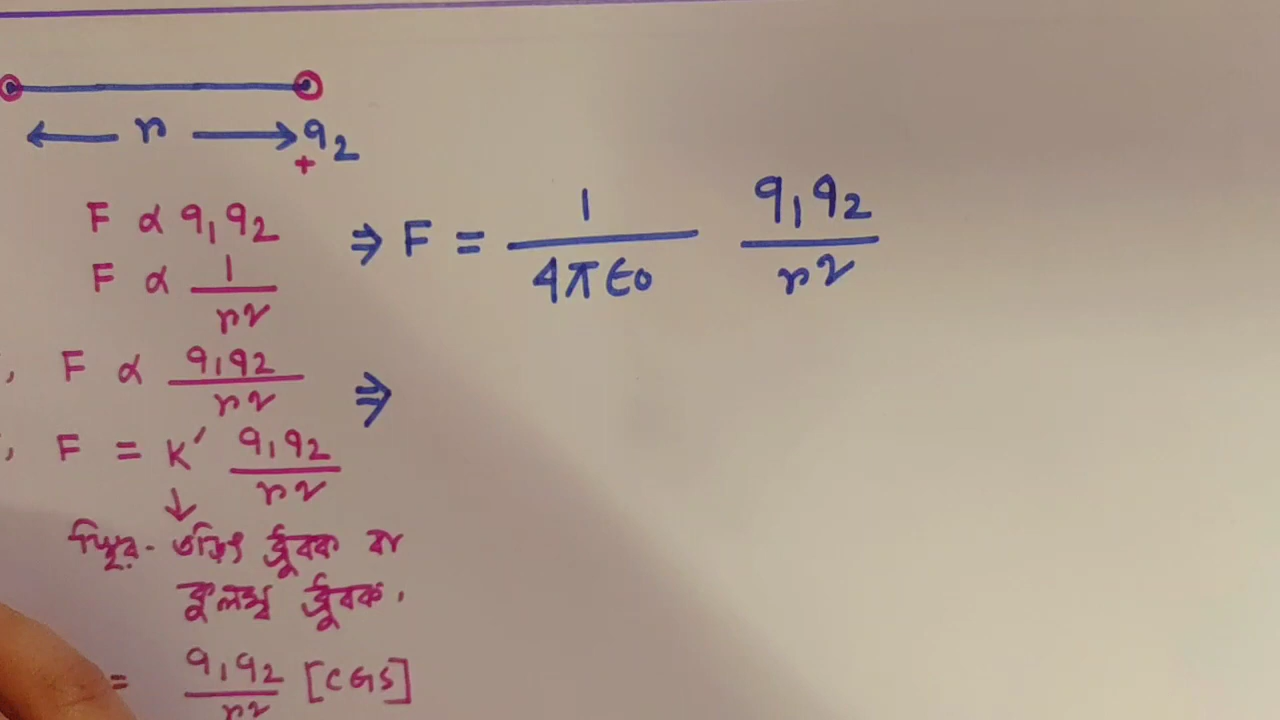 ← r → q₂
+
F ∝ q₁q₂
F ∝ 1/r²
, F ∝ q₁q₂/r²
, F = K′ q₁q₂/r²
↓
স্থির-তড়িৎ ধ্রুবক বা
কুলম্ব ধ্রুবক.
= q₁q₂/r² [CGS]
⇒ F = 1/4πϵ₀ q₁q₂/r²
⇒